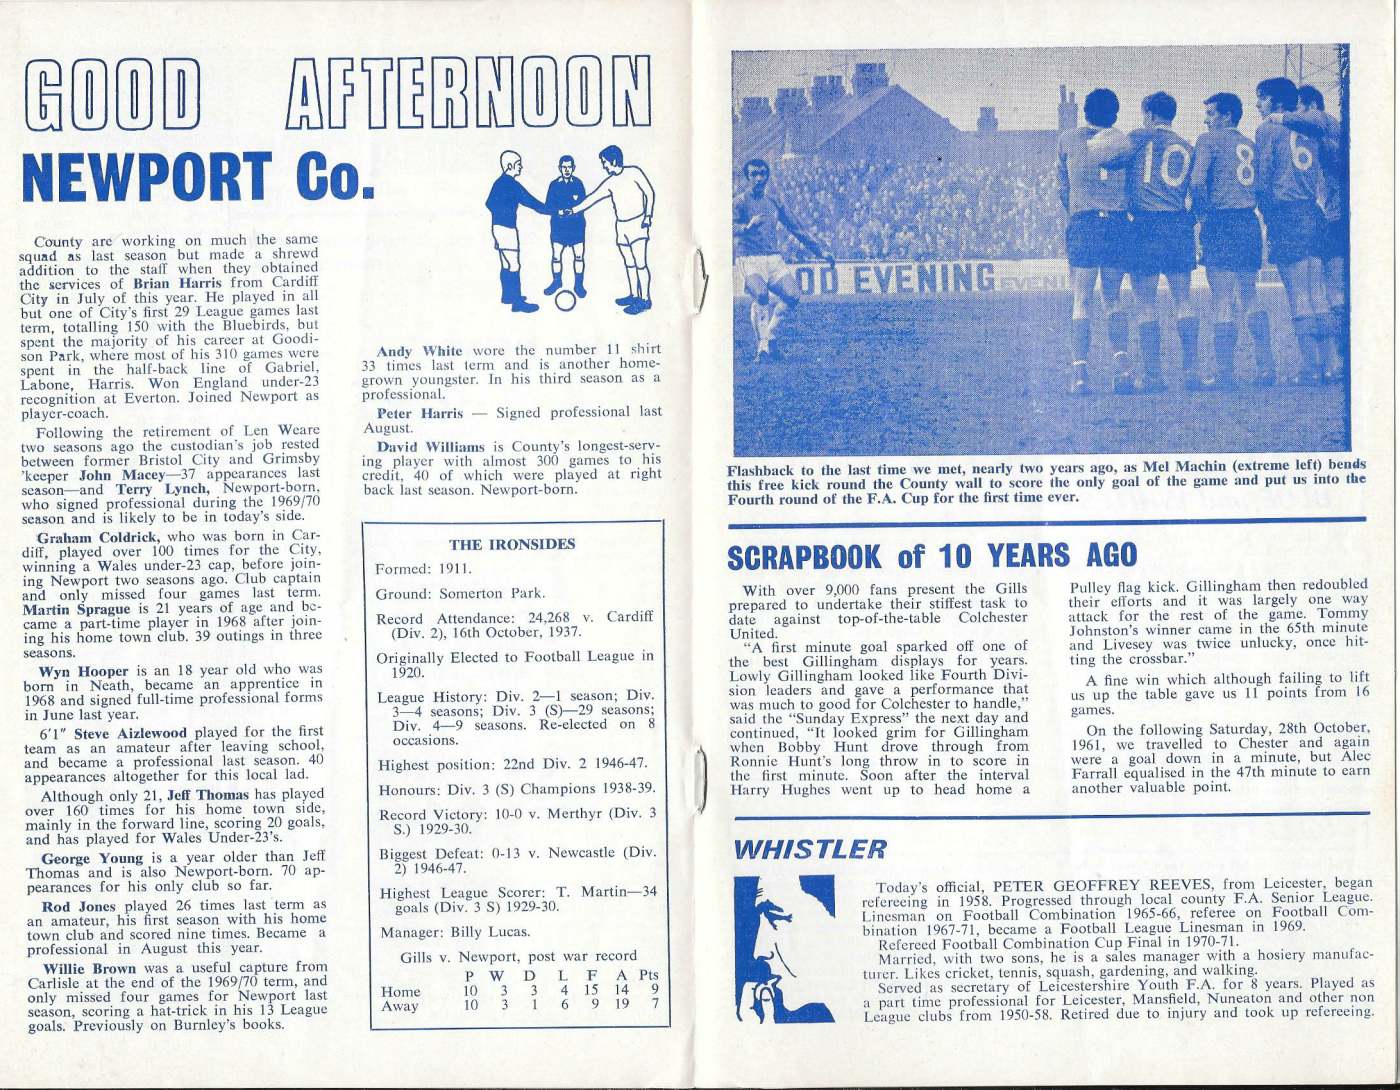 GOOD AFTERNOON
NEWPORT Co.
County are working on much the same
squad as last season but made a shrewd
addition to the staff when they obtained
the services of Brian Harris from Cardiff
City in July of this year. He played in all
but one of City's first 29 League games last
term, totalling 150 with the Bluebirds, but
spent the majority of his career at Goodi-
son Park, where most of his 310 games were
spent in the half-back line of Gabriel,
Labone, Harris. Won England under-23
recognition at Everton. Joined Newport as
player-coach.
Following the retirement of Len Weare
two seasons ago the custodian's job rested
between former Bristol City and Grimsby
'keeper John Macey—37 appearances last
season—and Terry Lynch, Newport-born,
who signed professional during the 1969/70
season and is likely to be in today's side.
Graham Coldrick, who was born in Car-
diff, played over 100 times for the City,
winning a Wales under-23 cap, before join-
ing Newport two seasons ago. Club captain
and only missed four games last term.
Martin Sprague is 21 years of age and be-
came a part-time player in 1968 after join-
ing his home town club. 39 outings in three
seasons.
Wyn Hooper is an 18 year old who was
born in Neath, became an apprentice in
1968 and signed full-time professional forms
in June last year.
6'1" Steve Aizlewood played for the first
team as an amateur after leaving school,
and became a professional last season. 40
appearances altogether for this local lad.
Although only 21, Jeff Thomas has played
over 160 times for his home town side,
mainly in the forward line, scoring 20 goals,
and has played for Wales Under-23's.
George Young is a year older than Jeff
Thomas and is also Newport-born. 70 ap-
pearances for his only club so far.
Rod Jones played 26 times last term as
an amateur, his first season with his home
town club and scored nine times. Became a
professional in August this year.
Willie Brown was a useful capture from
Carlisle at the end of the 1969/70 term, and
only missed four games for Newport last
season, scoring a hat-trick in his 13 League
goals. Previously on Burnley's books.
Andy White wore the number 11 shirt
33 times last term and is another home-
grown youngster. In his third season as a
professional.
Peter Harris — Signed professional last
August.
David Williams is County's longest-serv-
ing player with almost 300 games to his
credit, 40 of which were played at right
back last season. Newport-born.
THE IRONSIDES
Formed: 1911.
Ground: Somerton Park.
Record Attendance: 24,268 v. Cardiff
(Div. 2), 16th October, 1937.
Originally Elected to Football League in
1920.
League History: Div. 2—1 season; Div.
3—4 seasons; Div. 3 (S)—29 seasons;
Div. 4—9 seasons. Re-elected on 8
occasions.
Highest position: 22nd Div. 2 1946-47.
Honours: Div. 3 (S) Champions 1938-39.
Record Victory: 10-0 v. Merthyr (Div. 3
S.) 1929-30.
Biggest Defeat: 0-13 v. Newcastle (Div.
2) 1946-47.
Highest League Scorer: T. Martin—34
goals (Div. 3 S) 1929-30.
Manager: Billy Lucas.
Gills v. Newport, post war record
P W D L F A Pts
Home 10 3 3 4 15 14 9
Away 10 3 1 6 9 19 7
10 8 6
OD EVENING EVENI
Flashback to the last time we met, nearly two years ago, as Mel Machin (extreme left) bends
this free kick round the County wall to score the only goal of the game and put us into the
Fourth round of the F.A. Cup for the first time ever.
SCRAPBOOK of 10 YEARS AGO
With over 9,000 fans present the Gills
prepared to undertake their stiffest task to
date against top-of-the-table Colchester
United.
"A first minute goal sparked off one of
the best Gillingham displays for years.
Lowly Gillingham looked like Fourth Divi-
sion leaders and gave a performance that
was much to good for Colchester to handle,"
said the "Sunday Express" the next day and
continued, "It looked grim for Gillingham
when Bobby Hunt drove through from
Ronnie Hunt's long throw in to score in
the first minute. Soon after the interval
Harry Hughes went up to head home a
Pulley flag kick. Gillingham then redoubled
their efforts and it was largely one way
attack for the rest of the game. Tommy
Johnston's winner came in the 65th minute
and Livesey was twice unlucky, once hit-
ting the crossbar."
A fine win which although failing to lift
us up the table gave us 11 points from 16
games.
On the following Saturday, 28th October,
1961, we travelled to Chester and again
were a goal down in a minute, but Alec
Farrall equalised in the 47th minute to earn
another valuable point.
WHISTLER
Today's official, PETER GEOFFREY REEVES, from Leicester, began
refereeing in 1958. Progressed through local county F.A. Senior League.
Linesman on Football Combination 1965-66, referee on Football Com-
bination 1967-71, became a Football League Linesman in 1969.
Refereed Football Combination Cup Final in 1970-71.
Married, with two sons, he is a sales manager with a hosiery manufac-
turer. Likes cricket, tennis, squash, gardening, and walking.
Served as secretary of Leicestershire Youth F.A. for 8 years. Played as
a part time professional for Leicester, Mansfield, Nuneaton and other non
League clubs from 1950-58. Retired due to injury and took up refereeing.